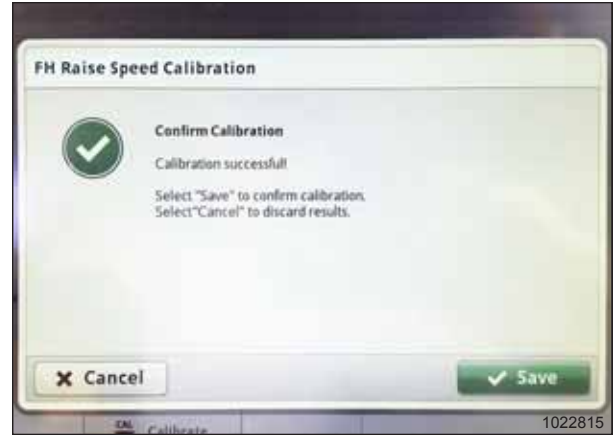 FH Raise Speed Calibration
Confirm Calibration
Calibration successful!
Select "Save" to confirm calibration.
Select"Cancel" to discard results.
Cancel
Save
CAL
Calibrate
1022815